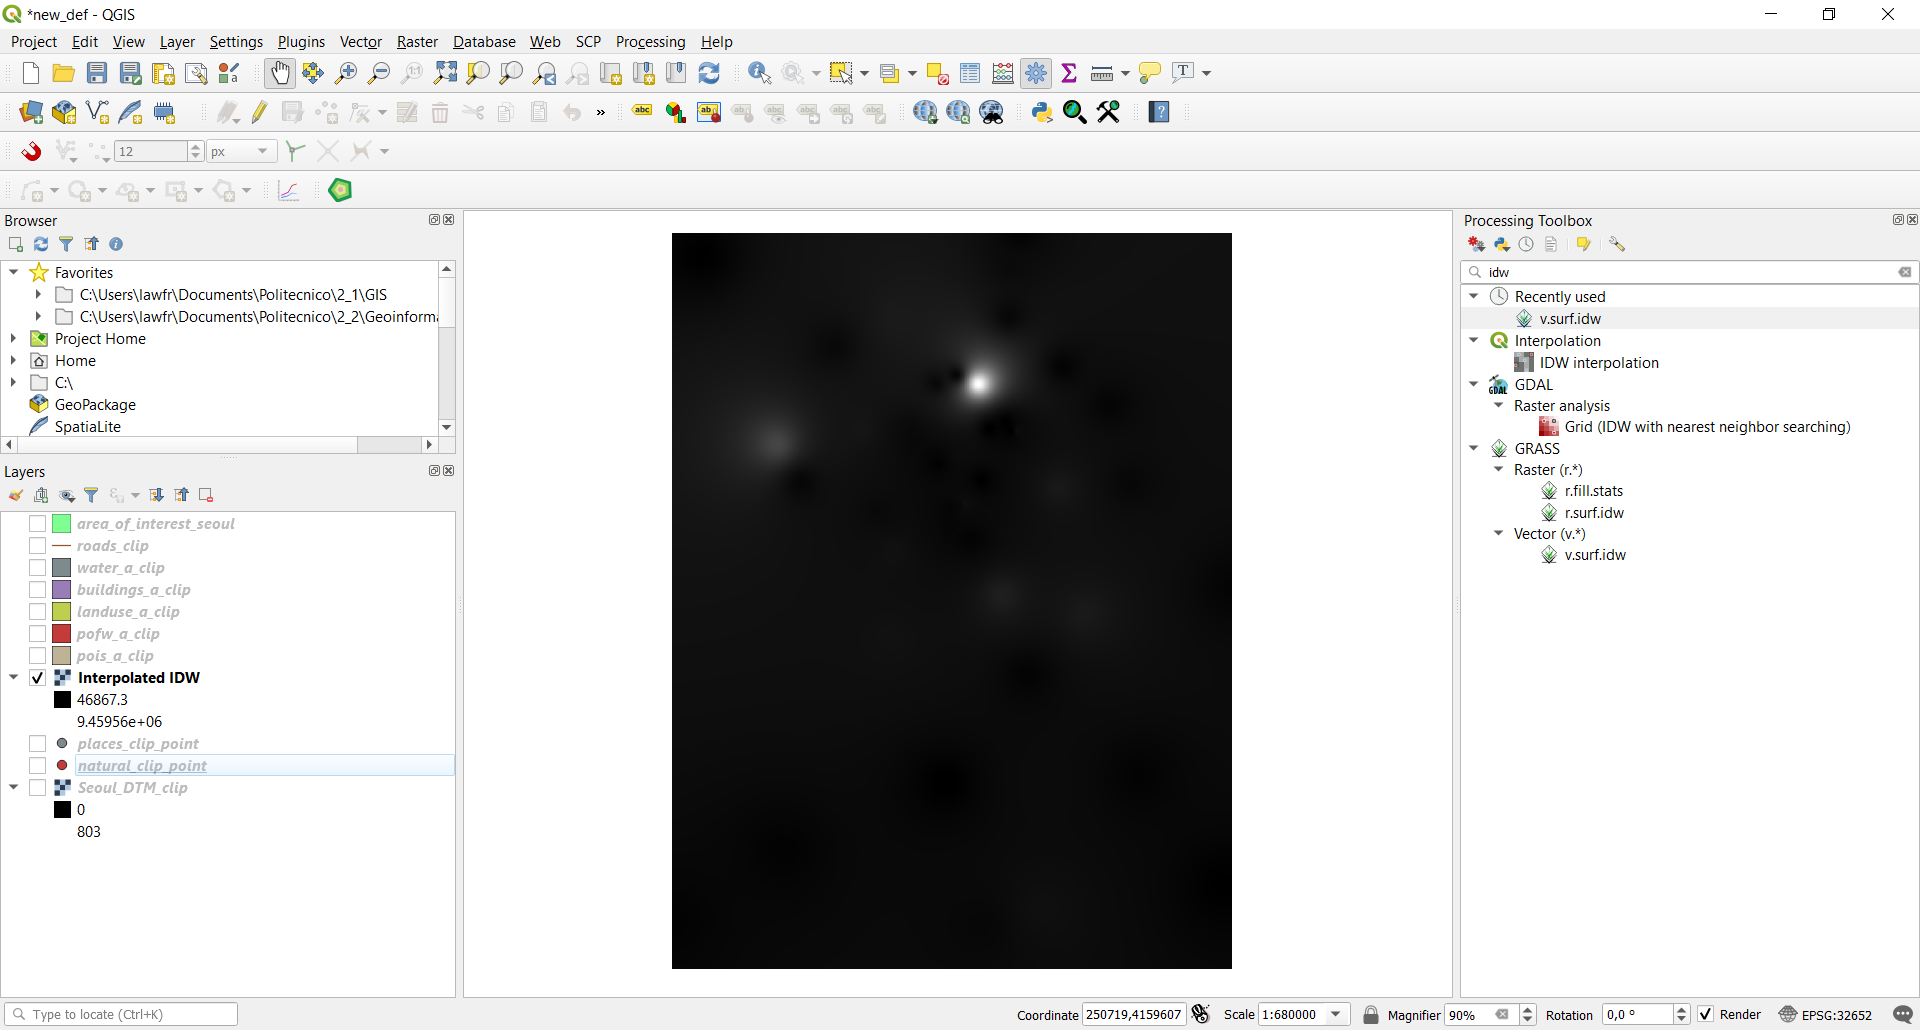 *new_def - QGIS
Project Edit View Layer Settings Plugins Vector Raster Database Web SCP Processing Help
12 px
Browser
Favorites
C:\Users\lawfr\Documents\Politecnico\2_1\GIS
C:\Users\lawfr\Documents\Politecnico\2_2\Geoinform
Project Home
Home
C:\
GeoPackage
SpatiaLite
Layers
area_of_interest_seoul
roads_clip
water_a_clip
buildings_a_clip
landuse_a_clip
pofw_a_clip
pois_a_clip
Interpolated IDW
46867.3
9.45956e+06
places_clip_point
natural_clip_point
Seoul_DTM_clip
0
803
Processing Toolbox
idw
Recently used
v.surf.idw
Interpolation
IDW interpolation
GDAL
Raster analysis
Grid (IDW with nearest neighbor searching)
GRASS
Raster (r.*)
r.fill.stats
r.surf.idw
Vector (v.*)
v.surf.idw
Type to locate (Ctrl+K)
Coordinate 250719,4159607 Scale 1:680000 Magnifier 90% Rotation 0,0 ° Render EPSG:32652